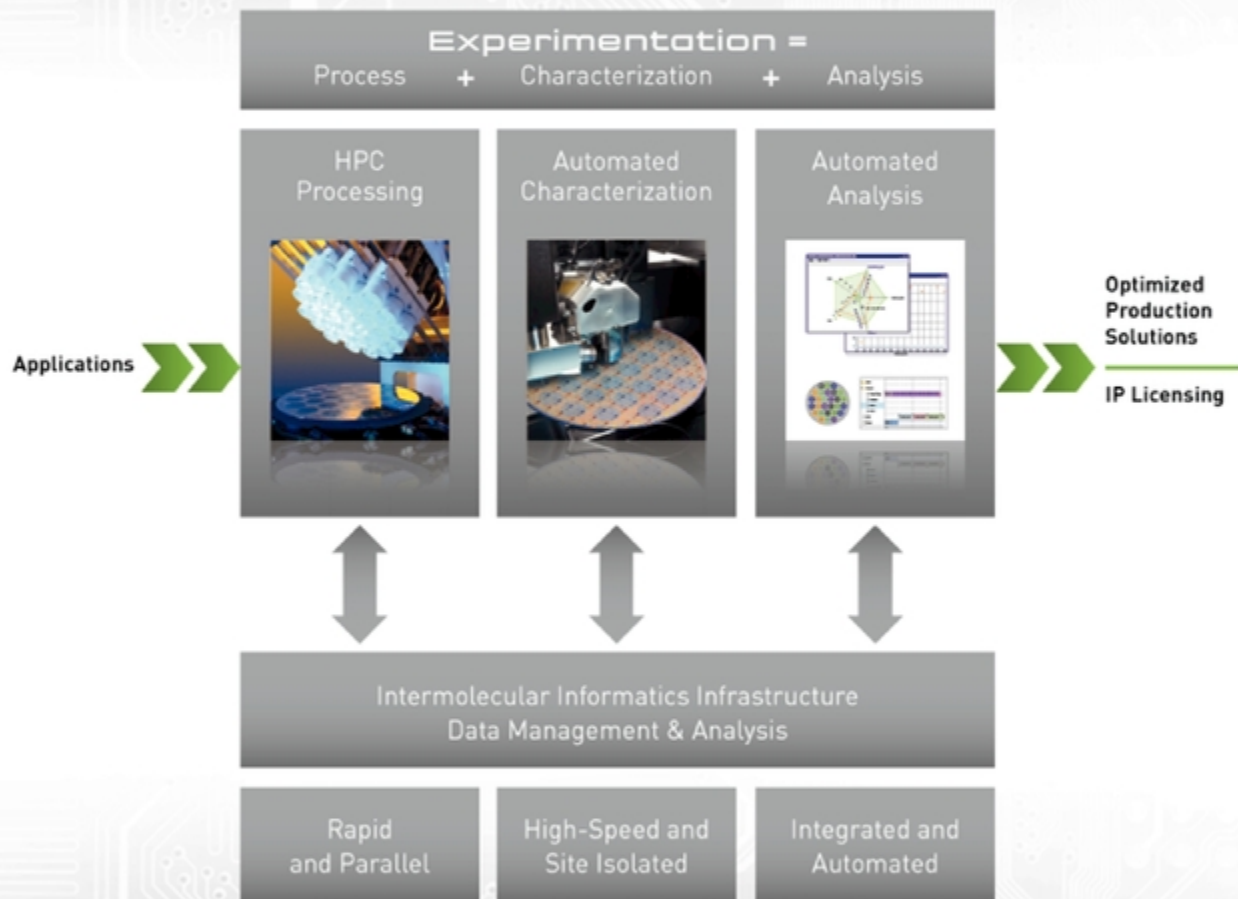 Experimentation =
Process + Characterization + Analysis
HPC
Processing
Automated
Characterization
Automated
Analysis
Applications
Optimized
Production
Solutions
IP Licensing
Intermolecular Informatics Infrastructure
Data Management & Analysis
Rapid
and Parallel
High-Speed and
Site Isolated
Integrated and
Automated